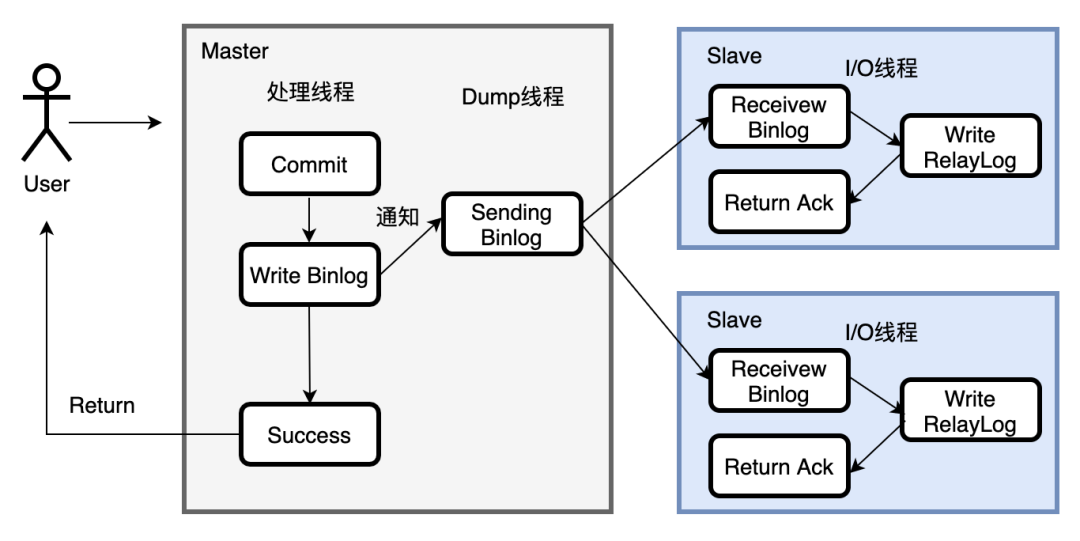 User
Return
Master
处理线程
Dump线程
Commit
通知
Write Binlog
Sending
Binlog
Success
Slave
I/O线程
Receivew
Binlog
Write
RelayLog
Return Ack
Slave
I/O线程
Receivew
Binlog
Write
RelayLog
Return Ack